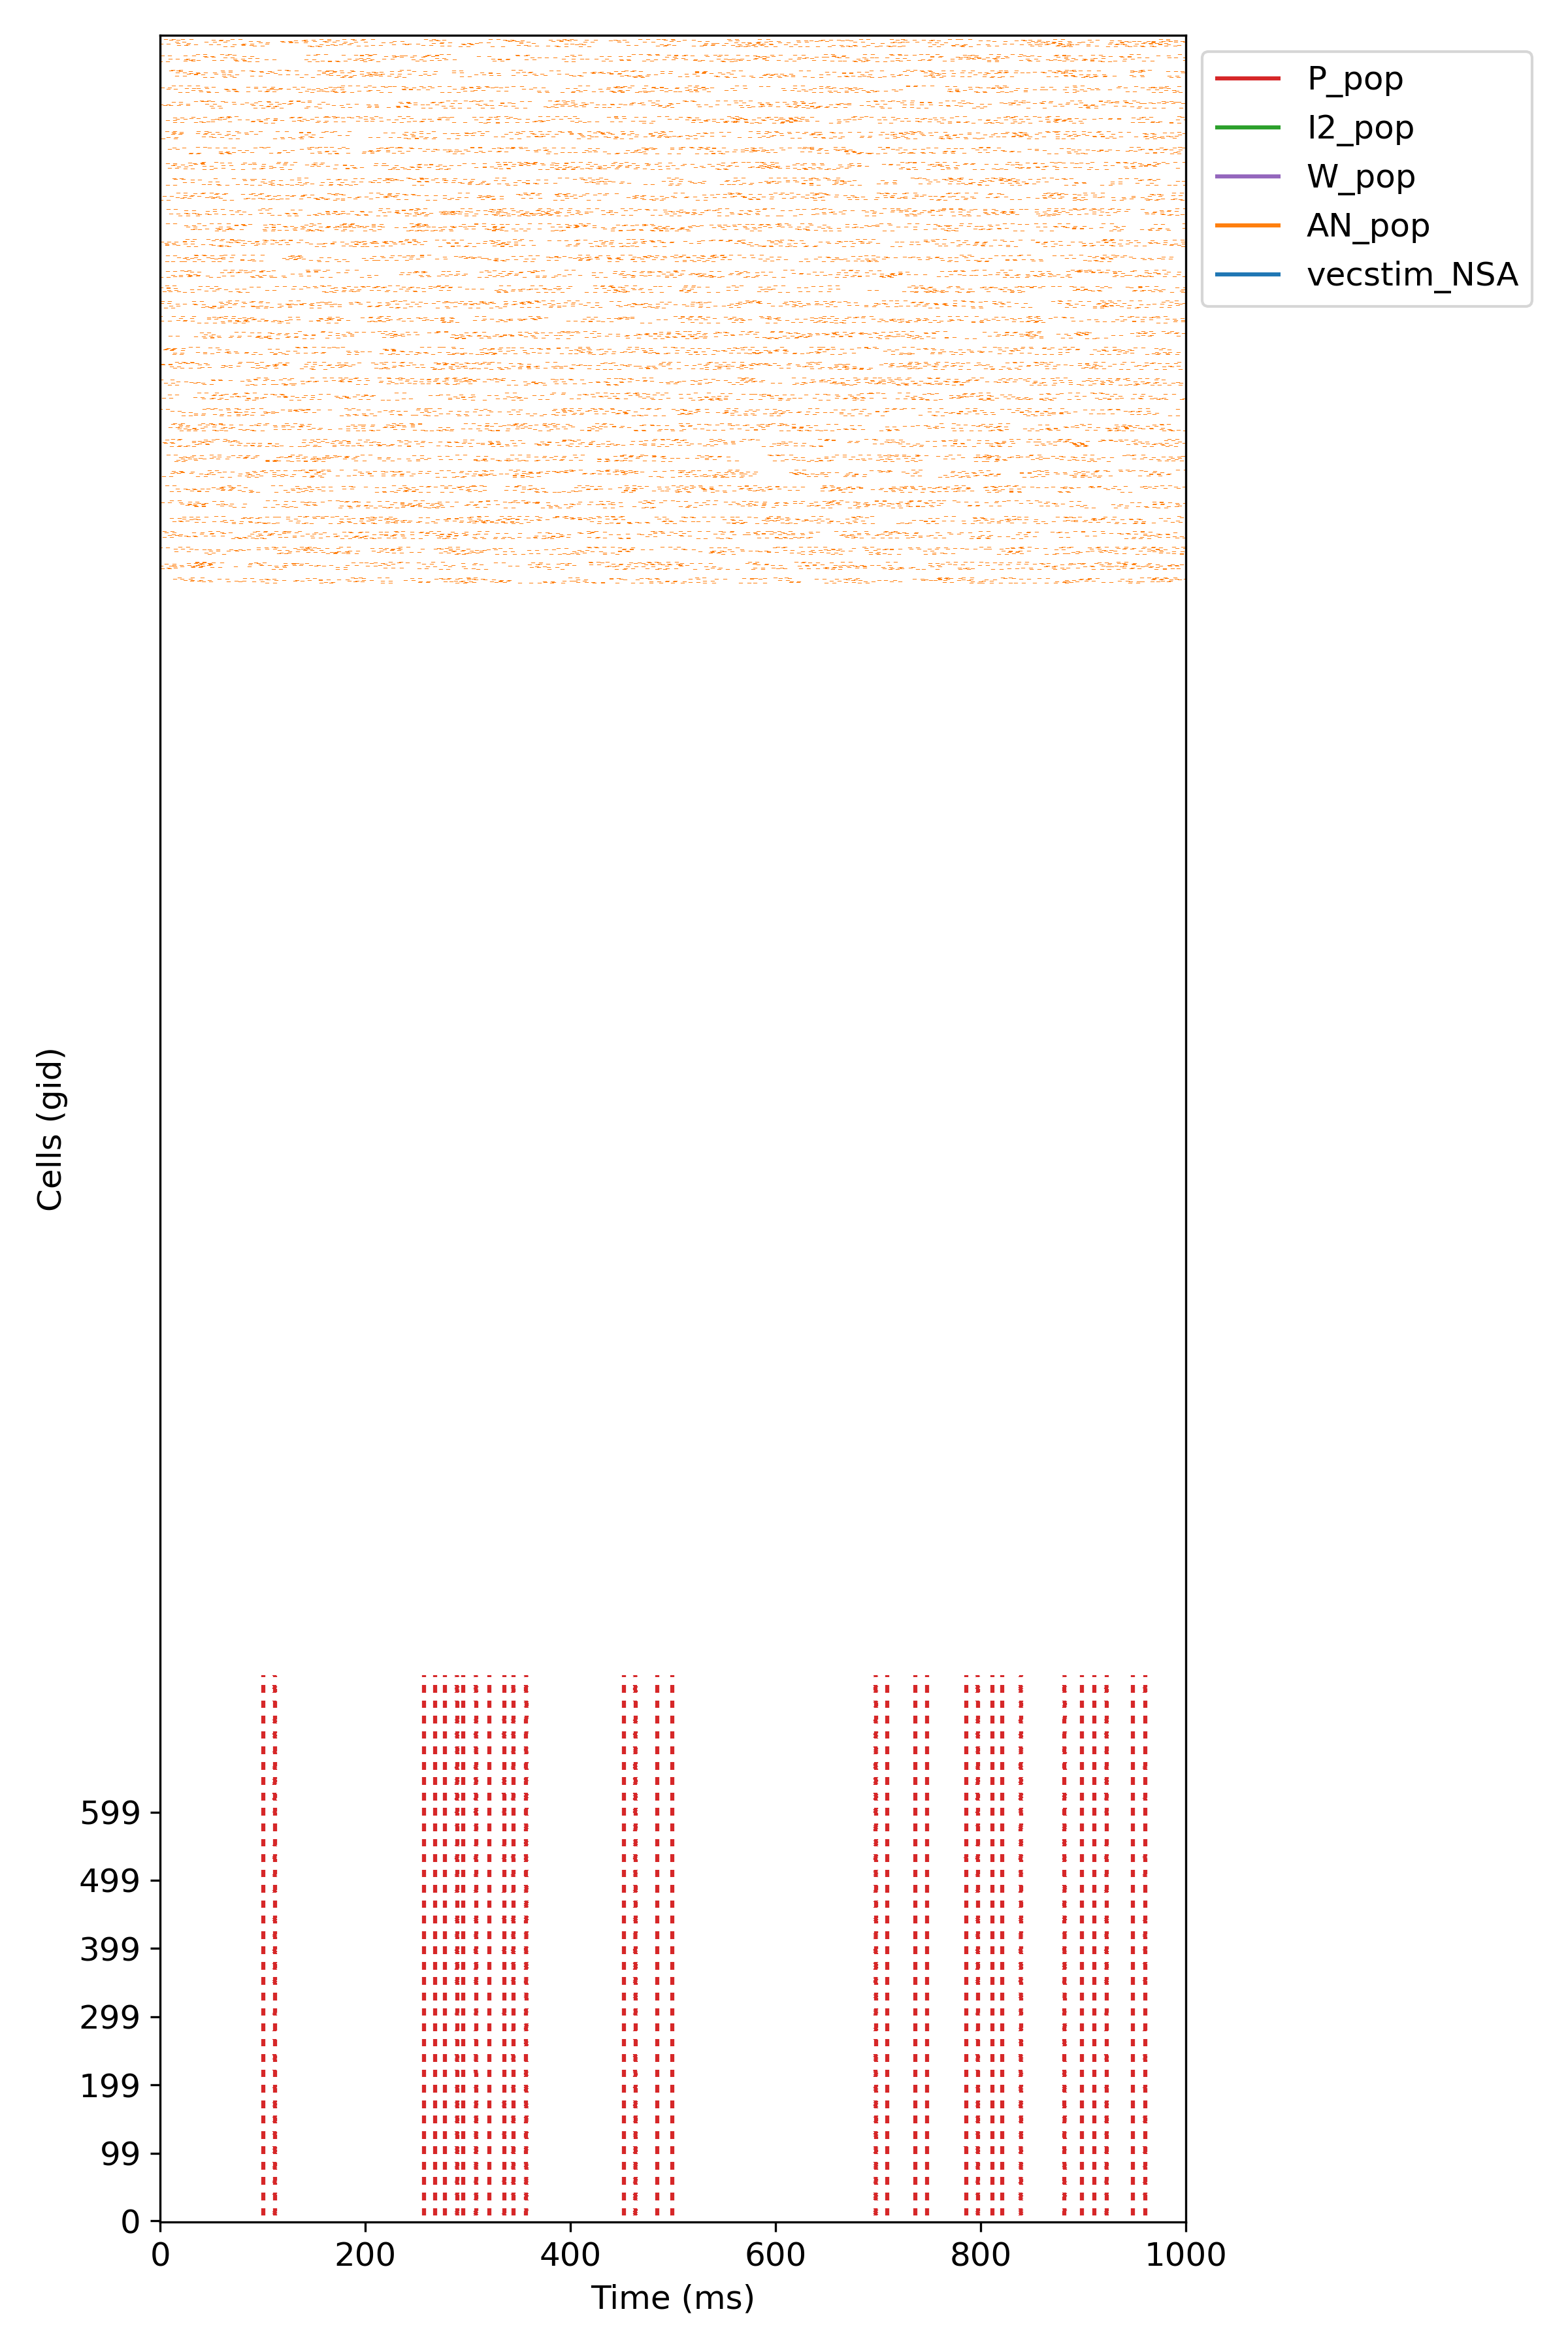 P_pop
I2_pop
W_pop
AN_pop
vecstim_NSA
Cells (gid)
599
499
399
299
199
99
0
0 200 400 600 800 1000
Time (ms)